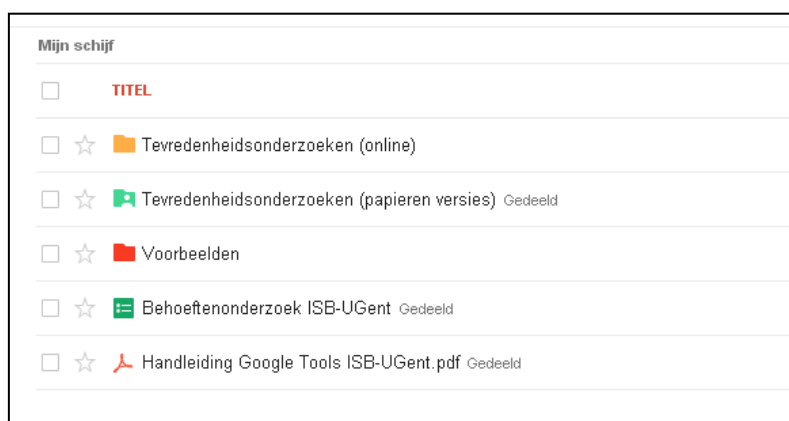 Mijn schijf
TITEL
Tevredenheidsonderzoeken (online)
Tevredenheidsonderzoeken (papieren versies) Gedeeld
Voorbeelden
Behoeftenonderzoek ISB-UGent Gedeeld
Handleiding Google Tools ISB-UGent.pdf Gedeeld